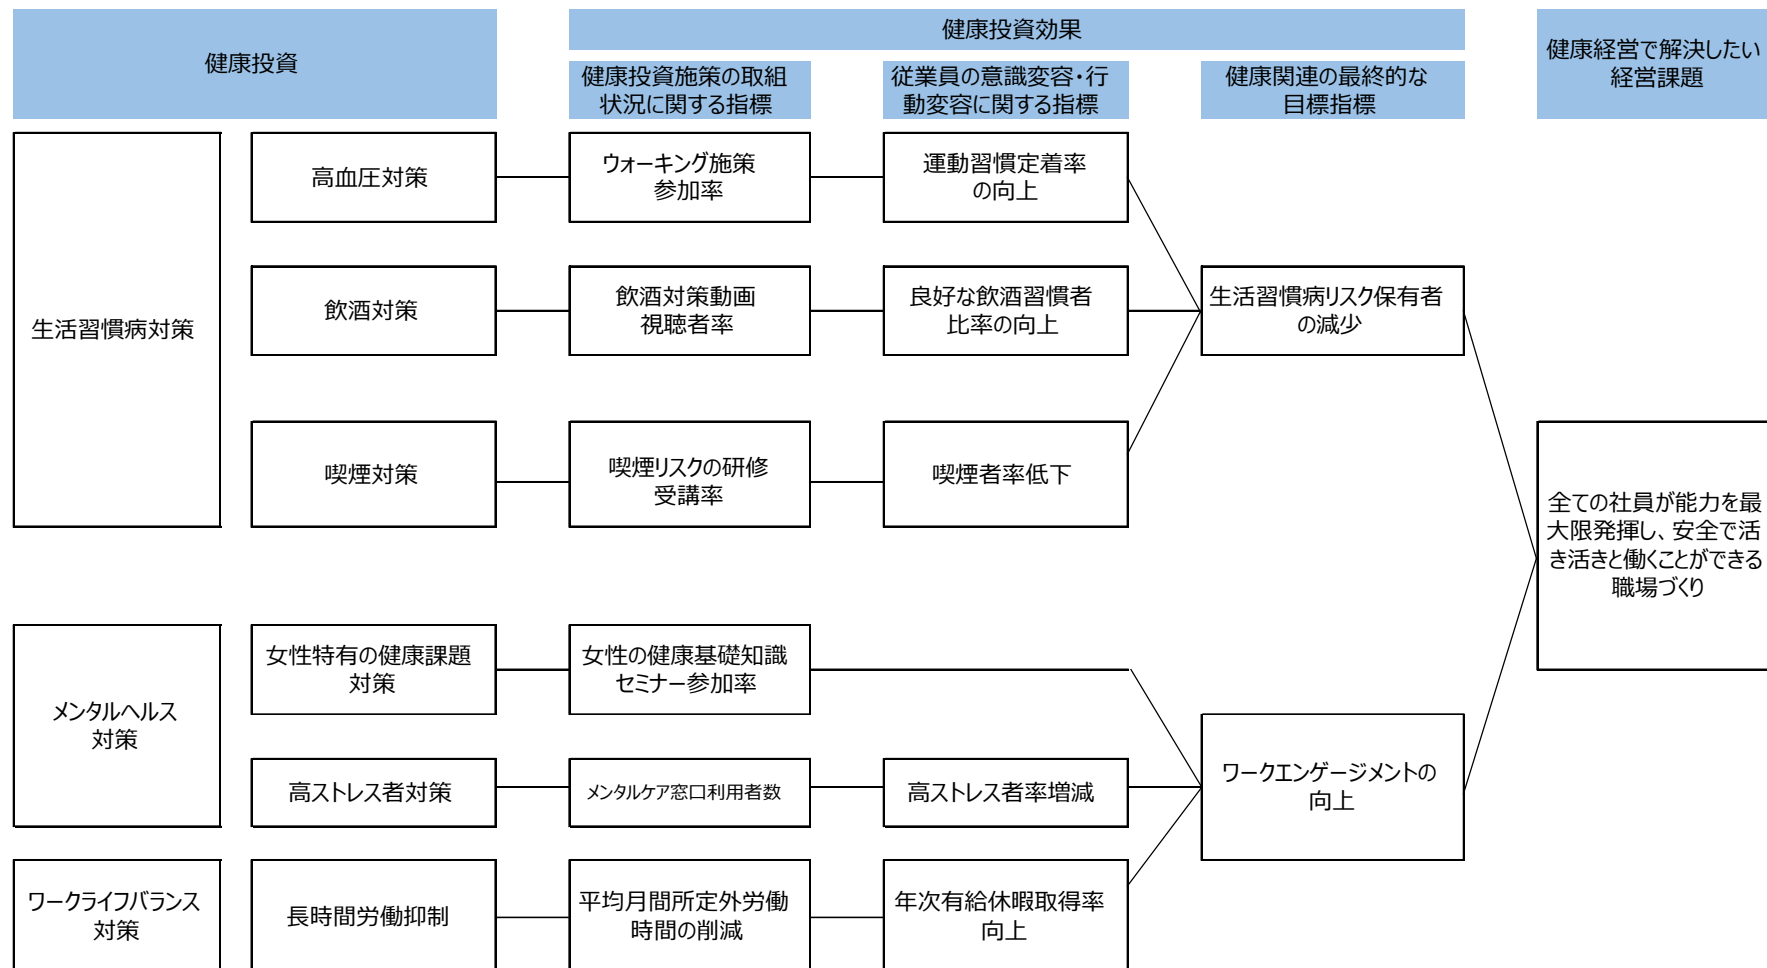 健康投資
健康投資効果
健康経営で解決したい
経営課題
健康投資施策の取組
状況に関する指標
従業員の意識変容・行
動変容に関する指標
健康関連の最終的な
目標指標
生活習慣病対策
高血圧対策
ウォーキング施策
参加率
運動習慣定着率
の向上
飲酒対策
飲酒対策動画
視聴者率
良好な飲酒習慣者
比率の向上
生活習慣病リスク保有者
の減少
喫煙対策
喫煙リスクの研修
受講率
喫煙者率低下
全ての社員が能力を最
大限発揮し、安全で活
き活きと働くことができる
職場づくり
メンタルヘルス
対策
女性特有の健康課題
対策
女性の健康基礎知識
セミナー参加率
高ストレス者対策
メンタルケア窓口利用者数
高ストレス者率増減
ワークエンゲージメントの
向上
ワークライフバランス
対策
長時間労働抑制
平均月間所定外労働
時間の削減
年次有給休暇取得率
向上